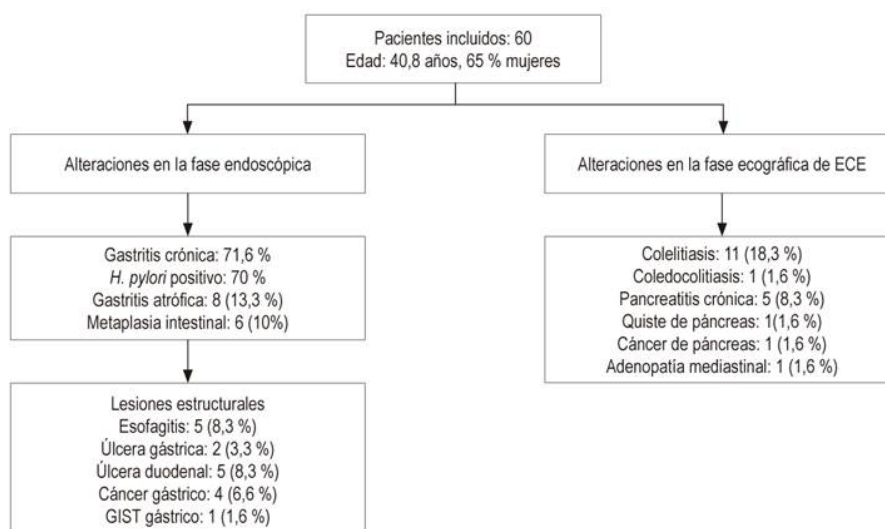 Pacientes incluidos: 60
Edad: 40,8 años, 65 % mujeres
Alteraciones en la fase endoscópica
Gastritis crónica: 71,6 %
H. pylori positivo: 70 %
Gastritis atrófica: 8 (13,3 %)
Metaplasia intestinal: 6 (10%)
Lesiones estructurales
Esofagitis: 5 (8,3 %)
Úlcera gástrica: 2 (3,3 %)
Úlcera duodenal: 5 (8,3 %)
Cáncer gástrico: 4 (6,6 %)
GIST gástrico: 1 (1,6 %)
Alteraciones en la fase ecográfica de ECE
Colelitiasis: 11 (18,3 %)
Coledocolitiasis: 1 (1,6 %)
Pancreatitis crónica: 5 (8,3 %)
Quiste de páncreas: 1(1,6 %)
Cáncer de páncreas: 1 (1,6 %)
Adenopatía mediastinal: 1 (1,6 %)